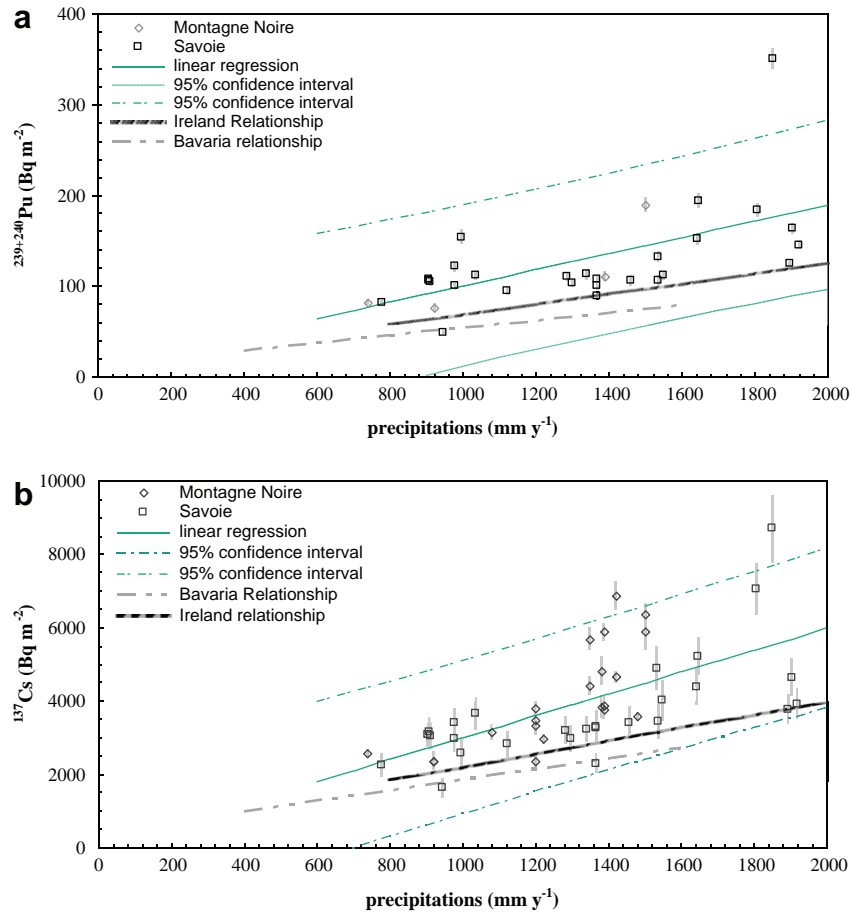 a
Montagne Noire
Savoie
linear regression
95% confidence interval
95% confidence interval
Ireland Relationship
Bavaria relationship
400
300
200
100
0
239+240Pu (Bq m-2)
0 200 400 600 800 1000 1200 1400 1600 1800 2000
precipitations (mm y-1)
b
Montagne Noire
Savoie
linear regression
95% confidence interval
95% confidence interval
Bavaria Relationship
Ireland relationship
10000
8000
6000
4000
2000
0
137Cs (Bq m-2)
0 200 400 600 800 1000 1200 1400 1600 1800 2000
precipitations (mm y-1)